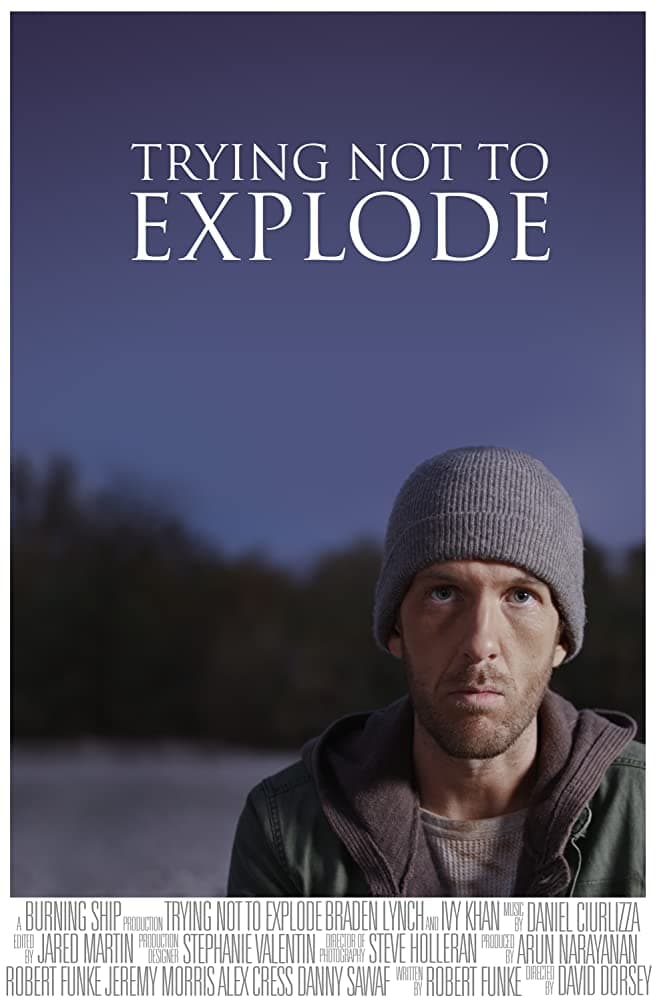 TRYING NOT TO
EXPLODE
A BURNING SHIP PRODUCTION TRYING NOT TO EXPLODE BRADEN LYNCH AND IVY KHAN MUSIC BY DANIEL CIURLIZZA
EDITED BY JARED MARTIN PRODUCTION DESIGNER STEPHANIE VALENTIN DIRECTOR OF PHOTOGRAPHY STEVE HOLLERAN PRODUCED BY ARUN NARAYANAN
ROBERT FUNKE JEREMY MORRIS ALEX CRESS DANNY SAVAF WRITTEN BY ROBERT FUNKE DIRECTED BY DAVID DORSEY